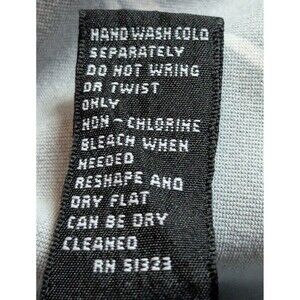 HAND WASH COLD
SEPARATELY
DO NOT WRING
OR TWIST
ONLY
NON-CHLORINE
BLEACH WHEN
NEEDED
RESHAPE AND
DRY FLAT
CAN BE DRY
CLEANED
RN 51323